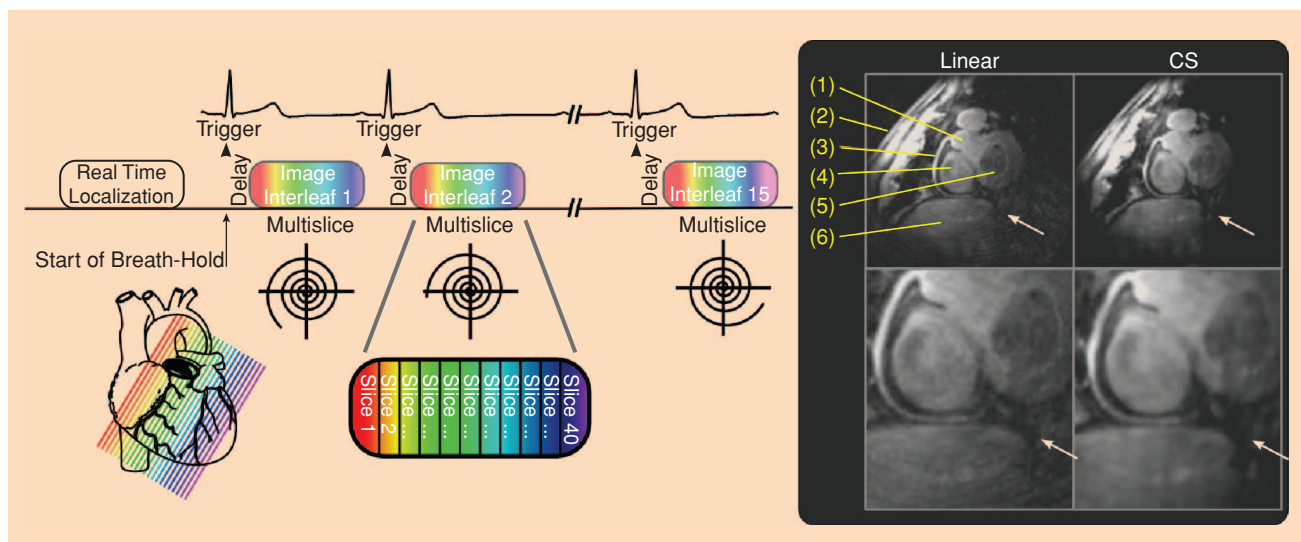 Trigger
Trigger
Trigger
Real Time
Localization
Delay
Image
Interleaf 1
Delay
Image
Interleaf 2
Delay
Image
Interleaf 15
Multislice
Multislice
Multislice
Start of Breath-Hold
Slice 1
Slice 2
Slice ...
Slice ...
Slice ...
Slice ...
Slice ...
Slice ...
Slice ...
Slice ...
Slice 40
Linear
CS
(1)
(2)
(3)
(4)
(5)
(6)